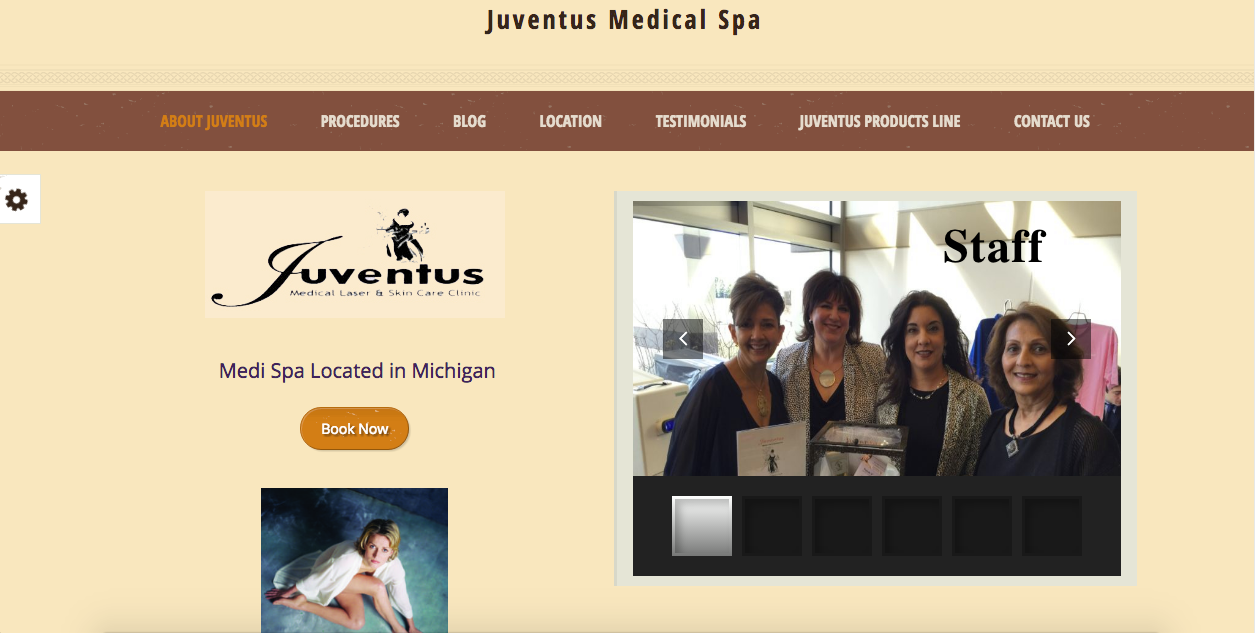 Juventus Medical Spa
ABOUT JUVENTUS PROCEDURES BLOG LOCATION TESTIMONIALS JUVENTUS PRODUCTS LINE CONTACT US
Juventus
Medical Laser & Skin Care Clinic
Medi Spa Located in Michigan
Book Now
Staff